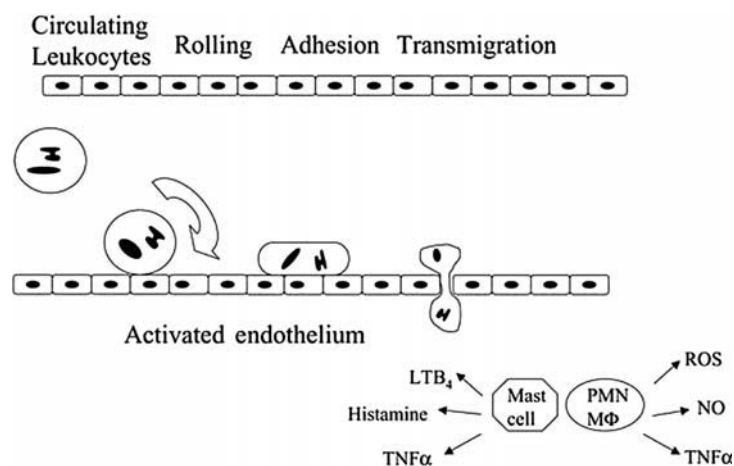 Circulating
Leukocytes Rolling Adhesion Transmigration
Activated endothelium
LTB₄
Histamine
TNFα
Mast
cell
PMN
MΦ
ROS
NO
TNFα